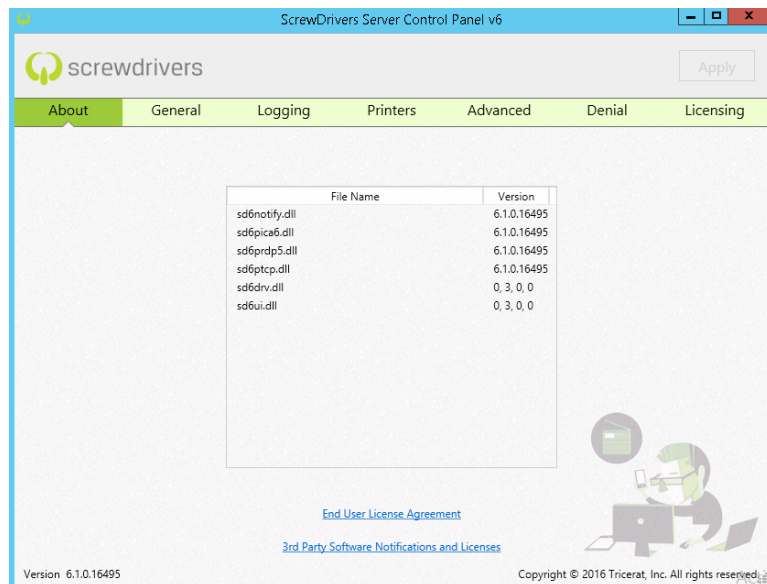 ScrewDrivers Server Control Panel v6
screwdrivers
Apply
About General Logging Printers Advanced Denial Licensing
File Name Version
sd6notify.dll 6.1.0.16495
sd6pica6.dll 6.1.0.16495
sd6prdp5.dll 6.1.0.16495
sd6ptcp.dll 6.1.0.16495
sd6drv.dll 0, 3, 0, 0
sd6ui.dll 0, 3, 0, 0
End User License Agreement
3rd Party Software Notifications and Licenses
Version 6.1.0.16495 Copyright © 2016 Tricerat, Inc. All rights reserved.